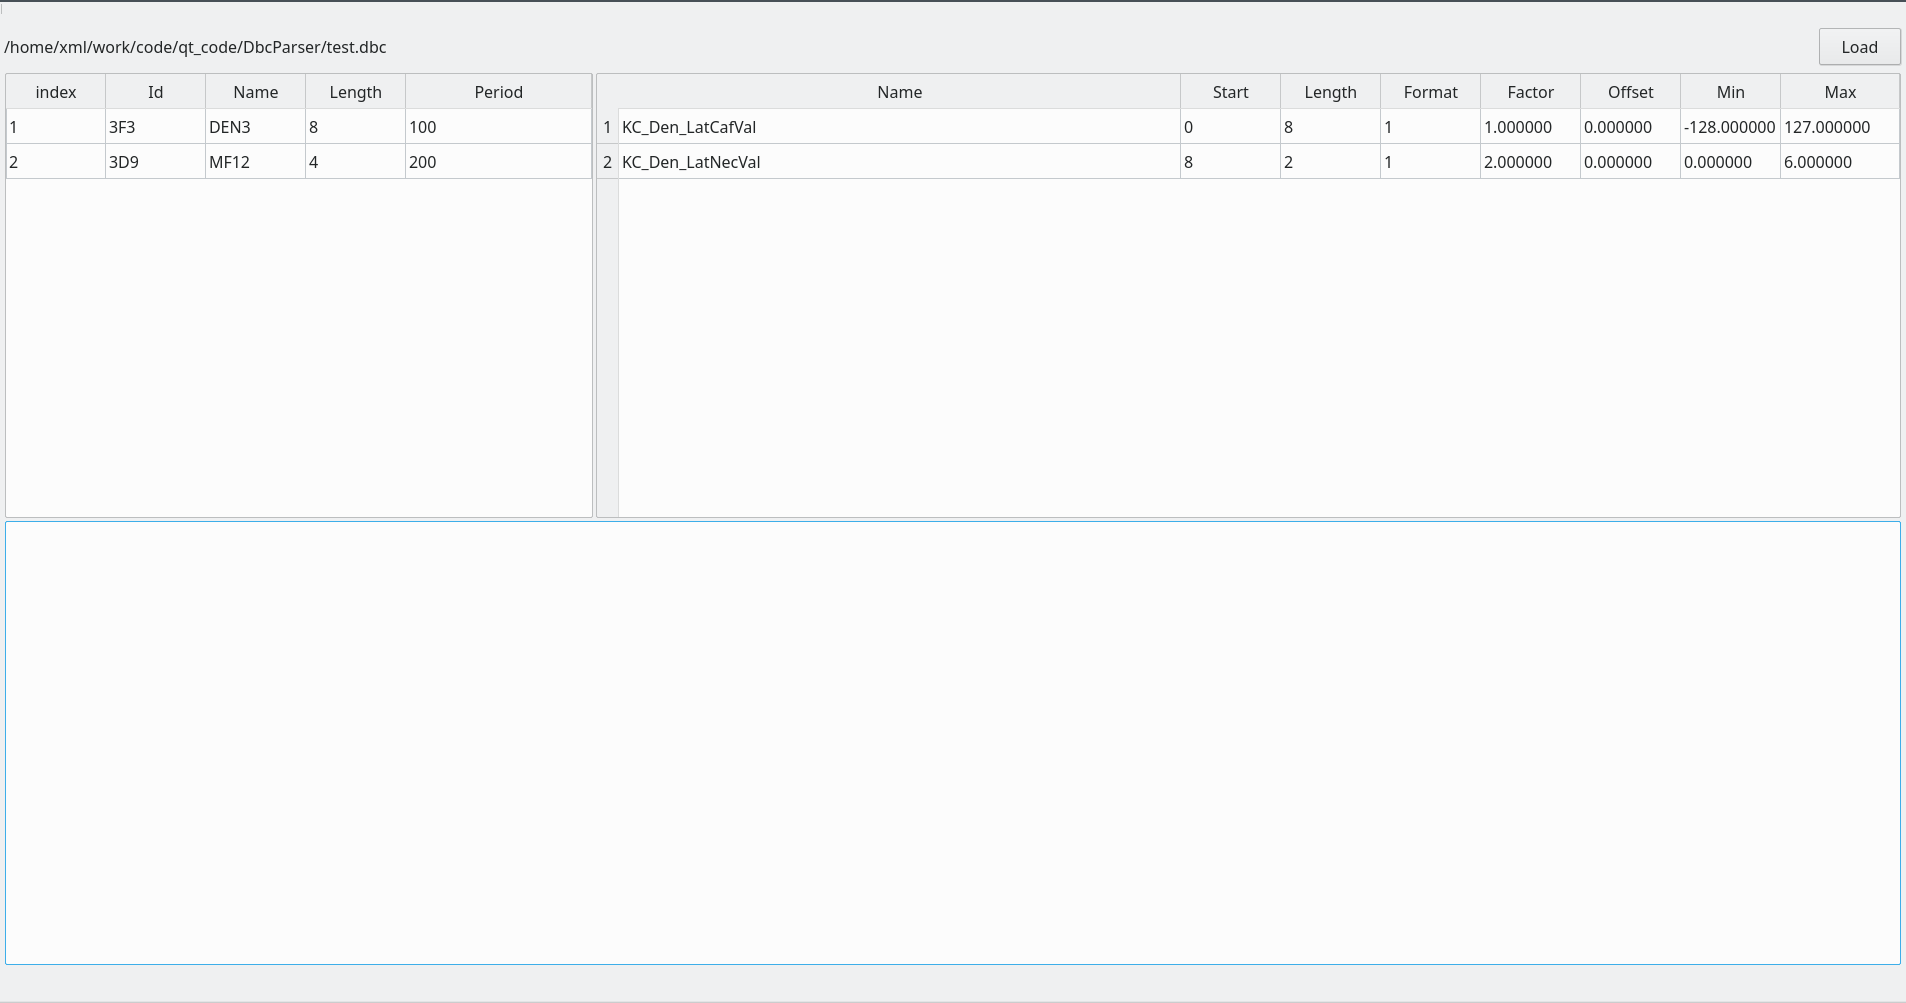 /home/xml/work/code/qt_code/DbcParser/test.dbc Load
index Id Name Length Period Name Start Length Format Factor Offset Min Max
1 3F3 DEN3 8 100 1 KC_Den_LatCafVal 0 8 1 1.000000 0.000000 -128.000000 127.000000
2 3D9 MF12 4 200 2 KC_Den_LatNecVal 8 2 1 2.000000 0.000000 0.000000 6.000000